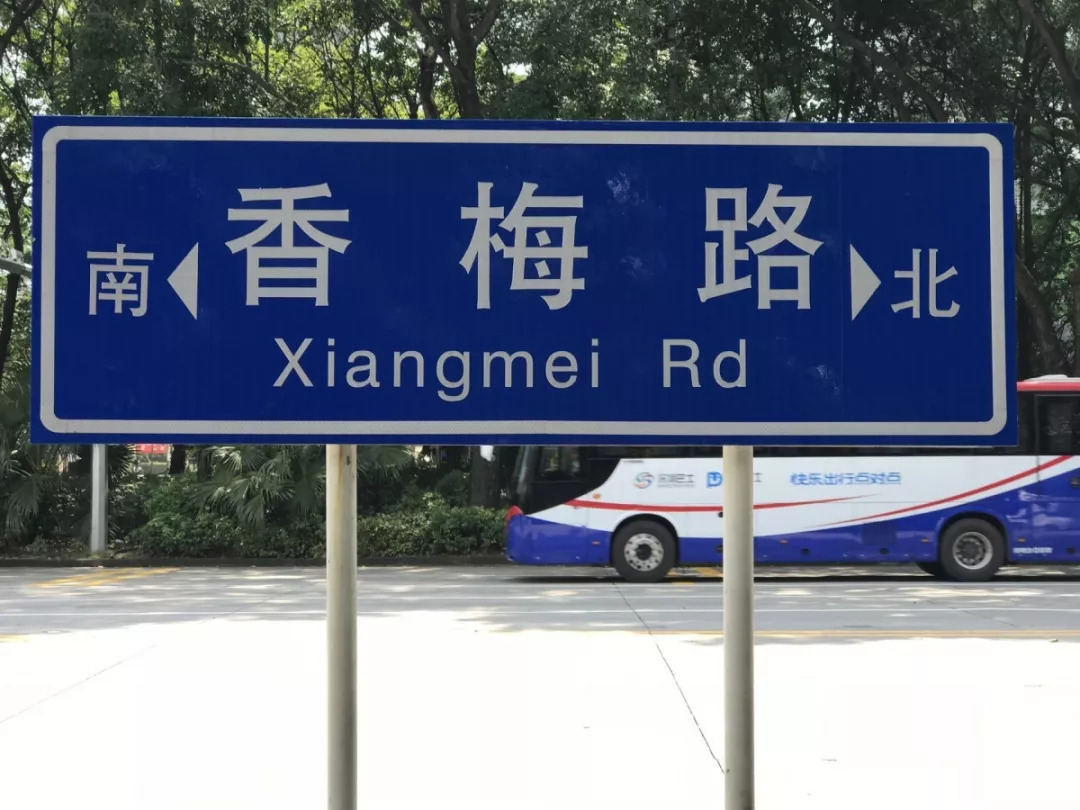 南 香梅路 北
Xiangmei Rd
快乐出行点对点